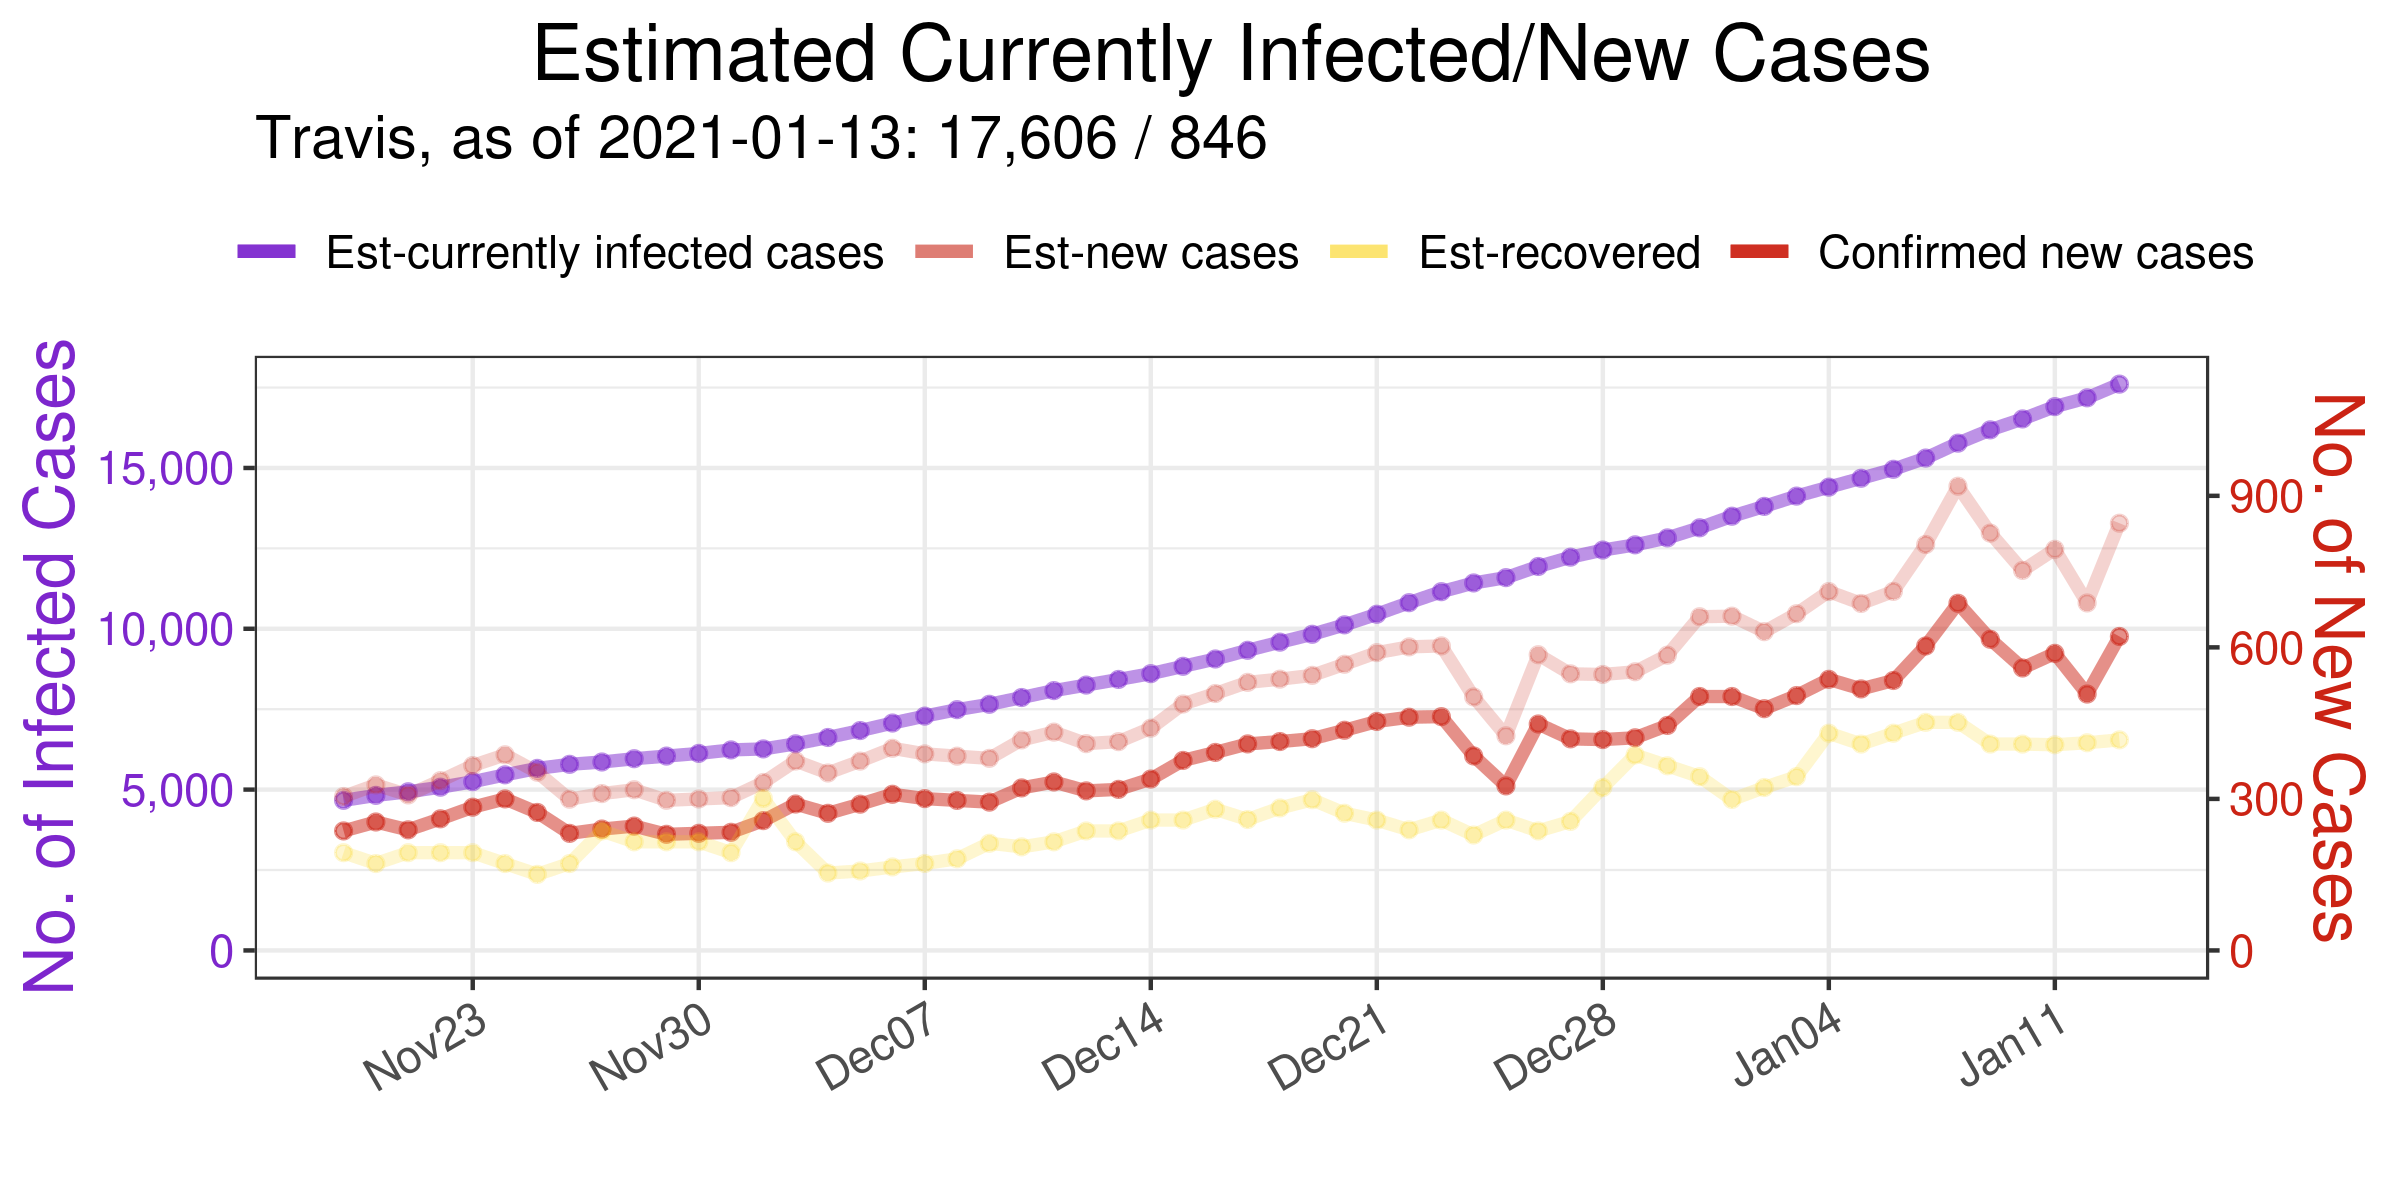 Estimated Currently Infected/New Cases
Travis, as of 2021-01-13: 17,606 / 846
Est-currently infected cases Est-new cases Est-recovered Confirmed new cases
No. of Infected Cases
15,000
10,000
5,000
0
900
600
300
0
No. of New Cases
Nov23 Nov30 Dec07 Dec14 Dec21 Dec28 Jan04 Jan11